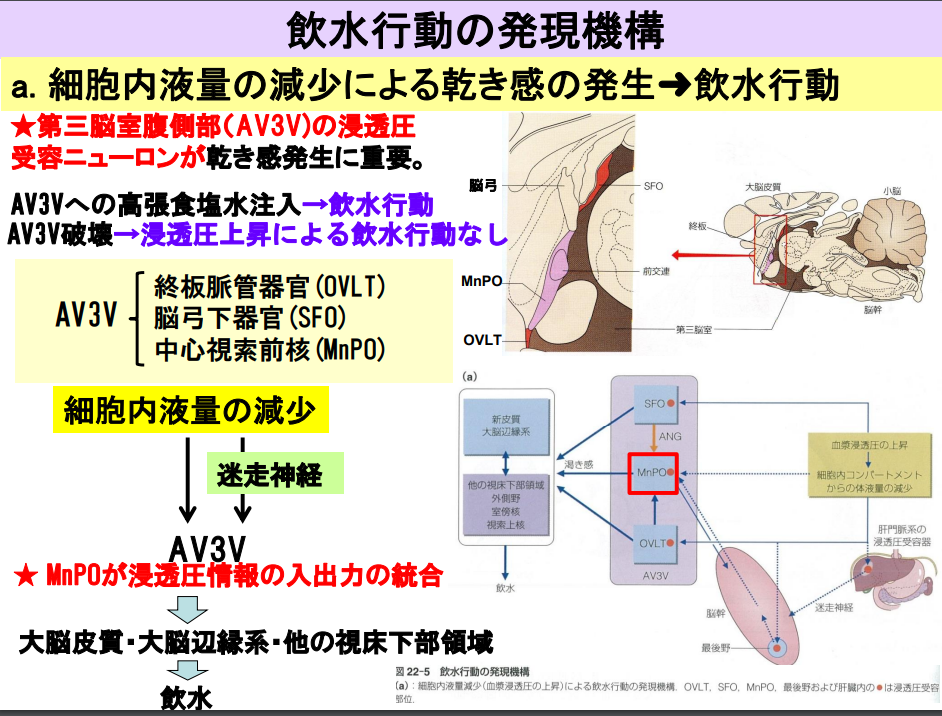 飲水行動の発現機構
a. 細胞内液量の減少による乾き感の発生➜飲水行動
★第三脳室腹側部(AV3V)の浸透圧
受容ニューロンが乾き感発生に重要。
AV3Vへの高張食塩水注入→飲水行動
AV3V破壊→浸透圧上昇による飲水行動なし
AV3V
終板脈管器官(OVLT)
脳弓下器官(SFO)
中心視索前核(MnPO)
細胞内液量の減少
迷走神経
AV3V
★ MnPOが浸透圧情報の入出力の統合
大脳皮質・大脳辺縁系・他の視床下部領域
飲水
脳弓
SFO
MnPO
前交連
OVLT
第三脳室
大脳皮質
小脳
終板
脳幹
(a)
新皮質
大脳辺縁系
他の視床下部領域
外側野
室傍核
視索上核
飲水
渇き感
SFO
ANG
MnPO
OVLT
AV3V
血漿浸透圧の上昇
細胞内コンパートメント
からの体液量の減少
肝門脈系の
浸透圧受容器
迷走神経
脳幹
最後野
図 22-5 飲水行動の発現機構
(a):細胞内液量減少(血漿浸透圧の上昇)による飲水行動の発現機構. OVLT, SFO, MnPO, 最後野および肝臓内の●は浸透圧受容
部位.